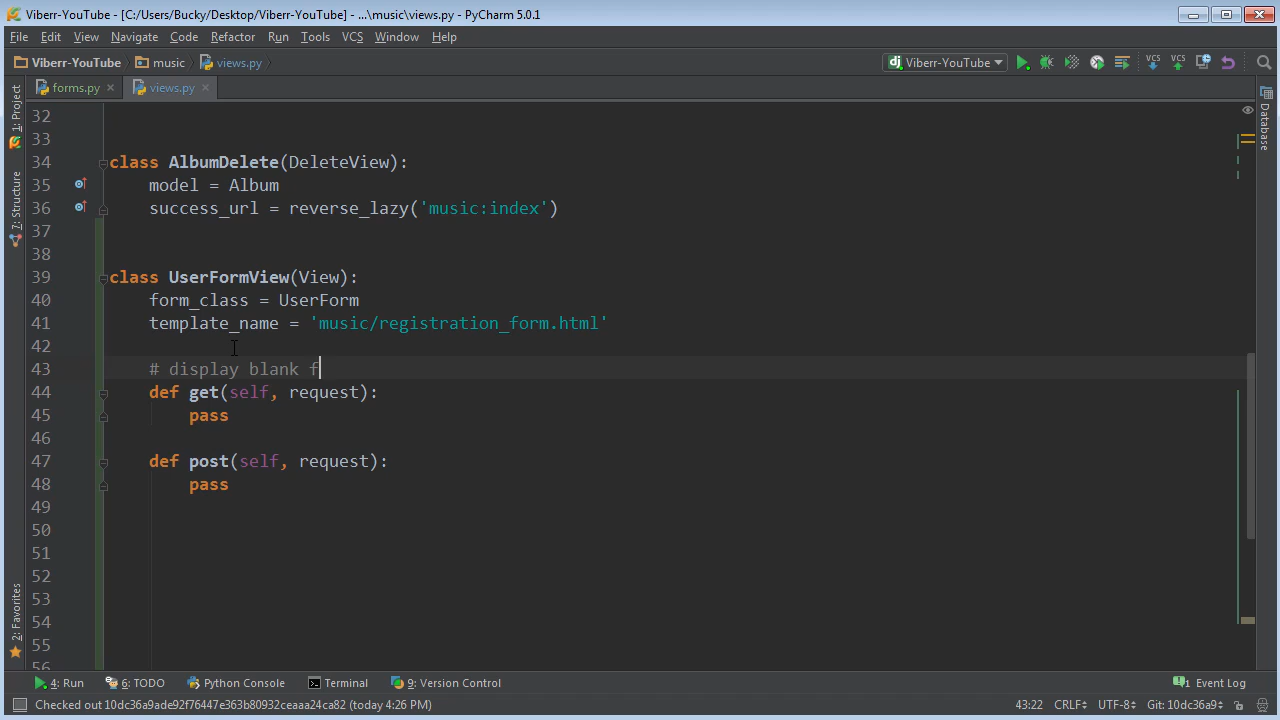 Viberr-YouTube - [C:/Users/Bucky/Desktop/Viberr-YouTube] - ...\music\views.py - PyCharm 5.0.1
File Edit View Navigate Code Refactor Run Tools VCS Window Help
Viberr-YouTube music views.py Viberr-YouTube VCS VCS
forms.py views.py
1: Project
7: Structure
2: Favorites
Database
32
33
34 class AlbumDelete(DeleteView):
35 model = Album
36 success_url = reverse_lazy('music:index')
37
38
39 class UserFormView(View):
40 form_class = UserForm
41 template_name = 'music/registration_form.html'
42
43 # display blank f
44 def get(self, request):
45 pass
46
47 def post(self, request):
48 pass
49
50
51
52
53
54
55
56
4: Run 6: TODO Python Console Terminal 9: Version Control 1 Event Log
Checked out 10dc36a9ade92f76447e363b80932ceaaa24ca82 (today 4:26 PM) 43:22 CRLF UTF-8 Git: 10dc36a9